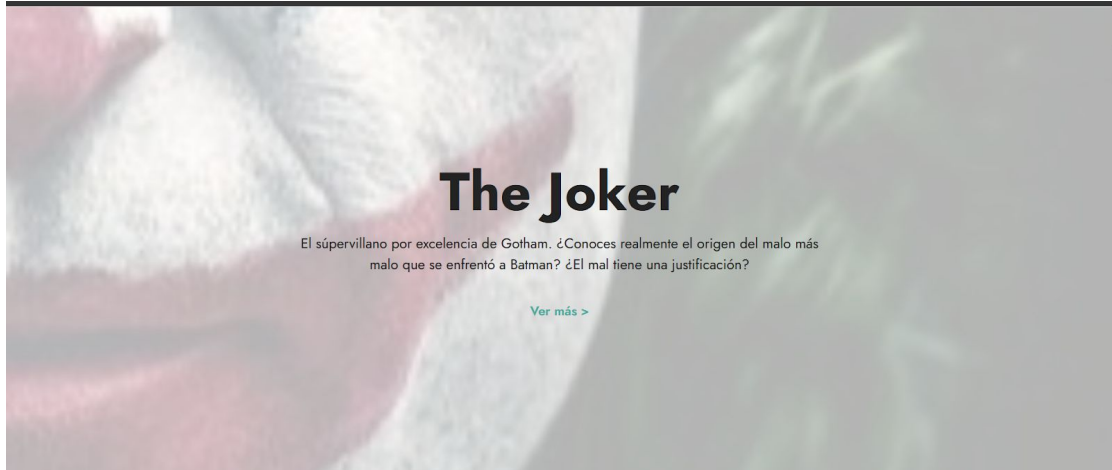 The Joker
El súpervillano por excelencia de Gotham. ¿Conoces realmente el origen del malo más
malo que se enfrentó a Batman? ¿El mal tiene una justificación?
Ver más >